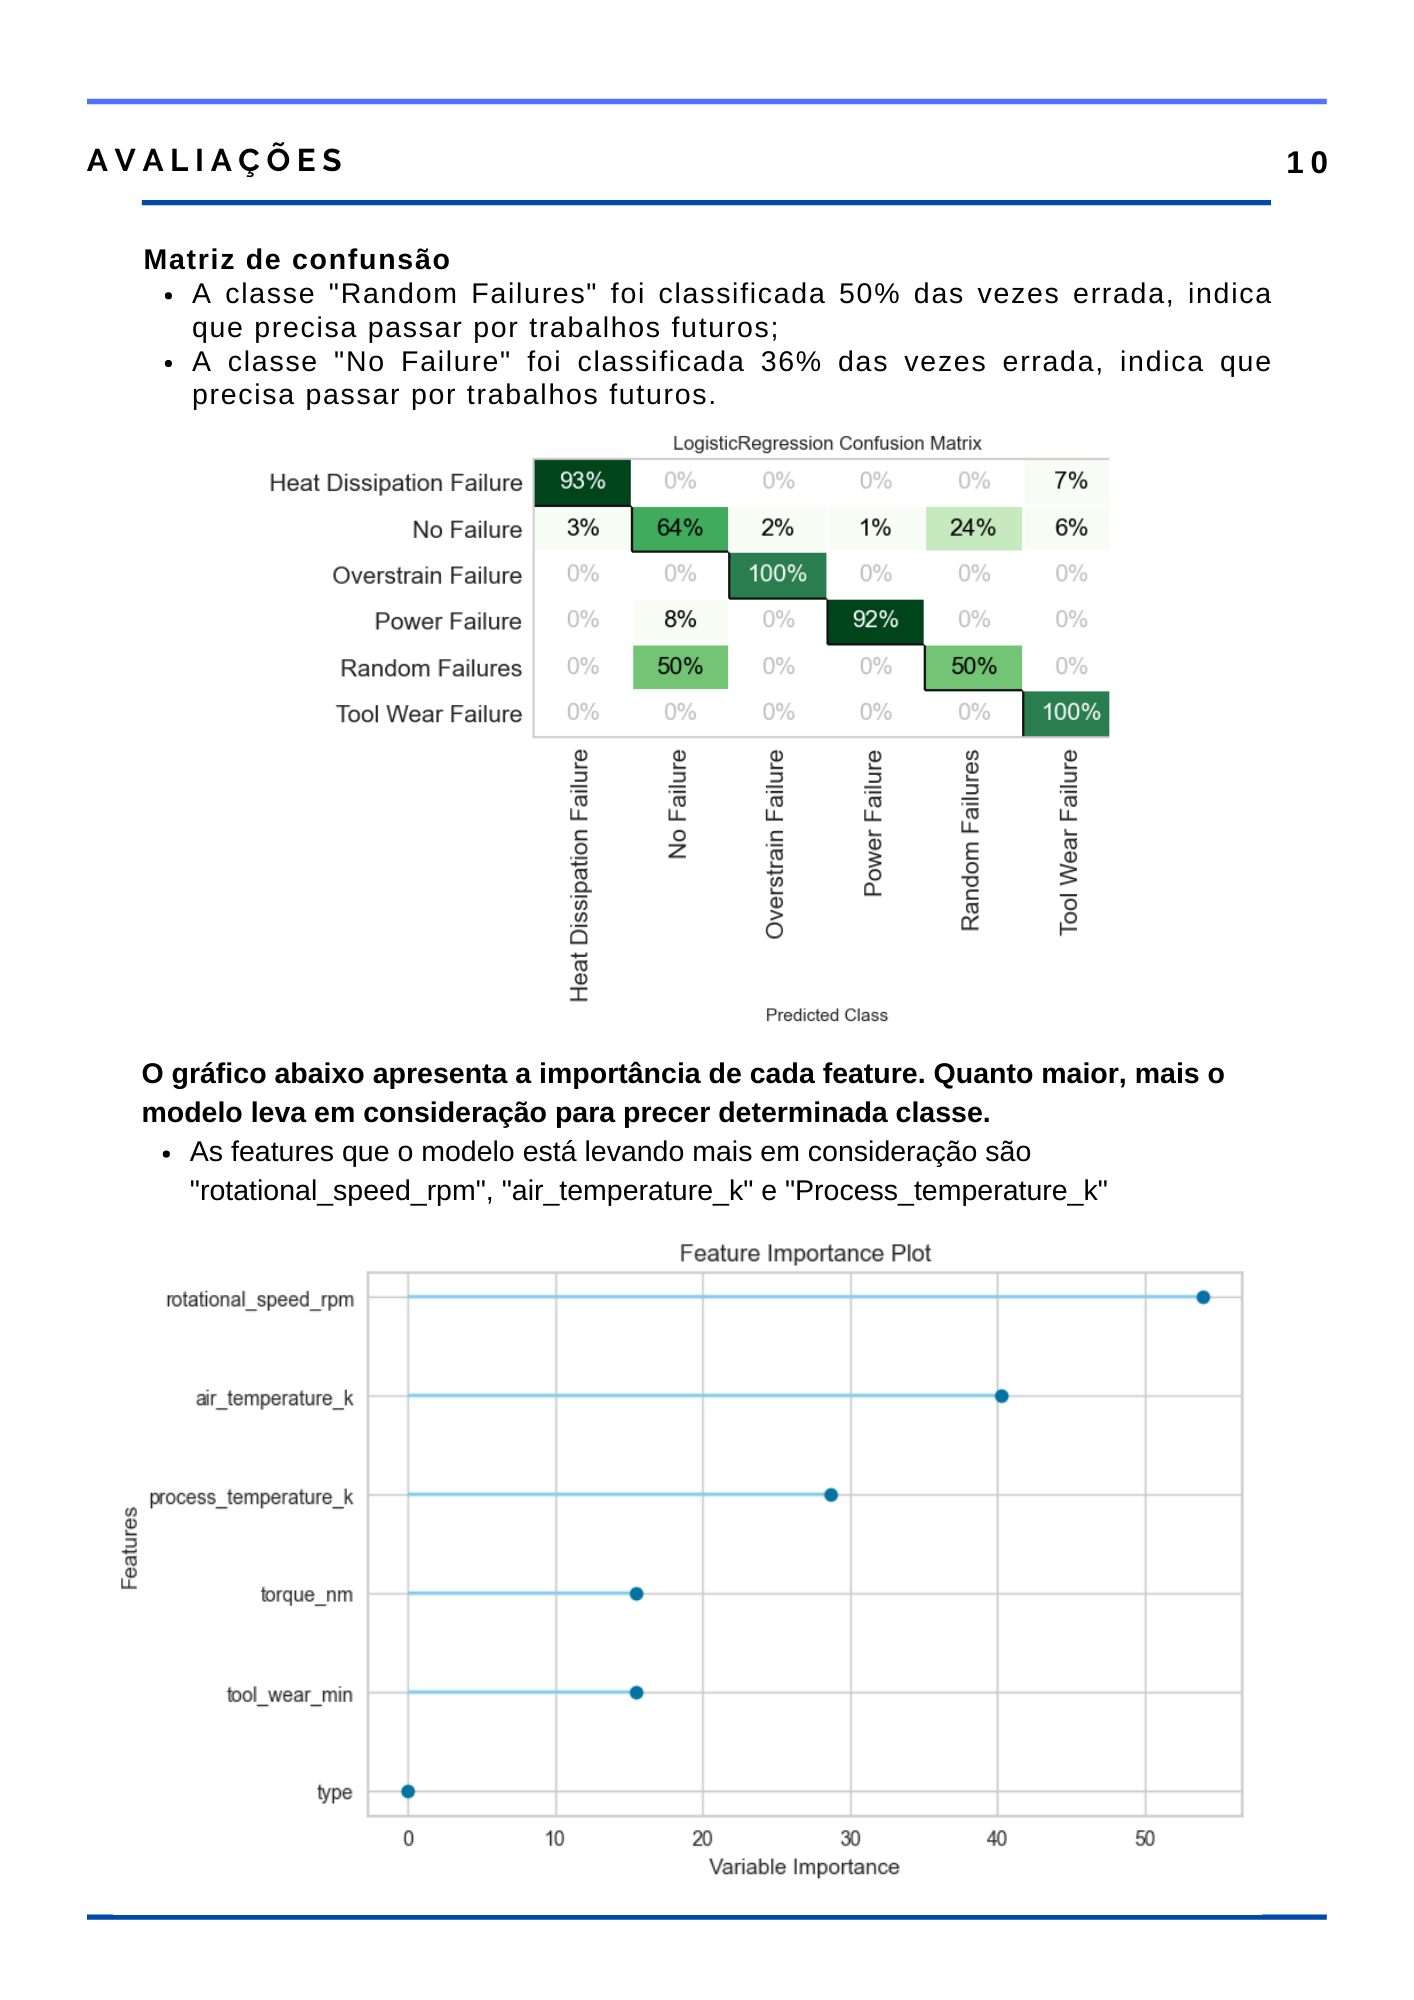 AVALIAÇÕES
10
Matriz de confunsão
• A classe "Random Failures" foi classificada 50% das vezes errada, indica
que precisa passar por trabalhos futuros;
• A classe "No Failure" foi classificada 36% das vezes errada, indica que
precisa passar por trabalhos futuros.
LogisticRegression Confusion Matrix
Heat Dissipation Failure 93% 0% 0% 0% 0% 7%
No Failure 3% 64% 2% 1% 24% 6%
Overstrain Failure 0% 0% 100% 0% 0% 0%
Power Failure 0% 8% 0% 92% 0% 0%
Random Failures 0% 50% 0% 0% 50% 0%
Tool Wear Failure 0% 0% 0% 0% 0% 100%
Heat Dissipation Failure
No Failure
Overstrain Failure
Power Failure
Random Failures
Tool Wear Failure
Predicted Class
O gráfico abaixo apresenta a importância de cada feature. Quanto maior, mais o
modelo leva em consideração para precer determinada classe.
• As features que o modelo está levando mais em consideração são
"rotational_speed_rpm", "air_temperature_k" e "Process_temperature_k"
Feature Importance Plot
Features
rotational_speed_rpm
air_temperature_k
process_temperature_k
torque_nm
tool_wear_min
type
0 10 20 30 40 50
Variable Importance